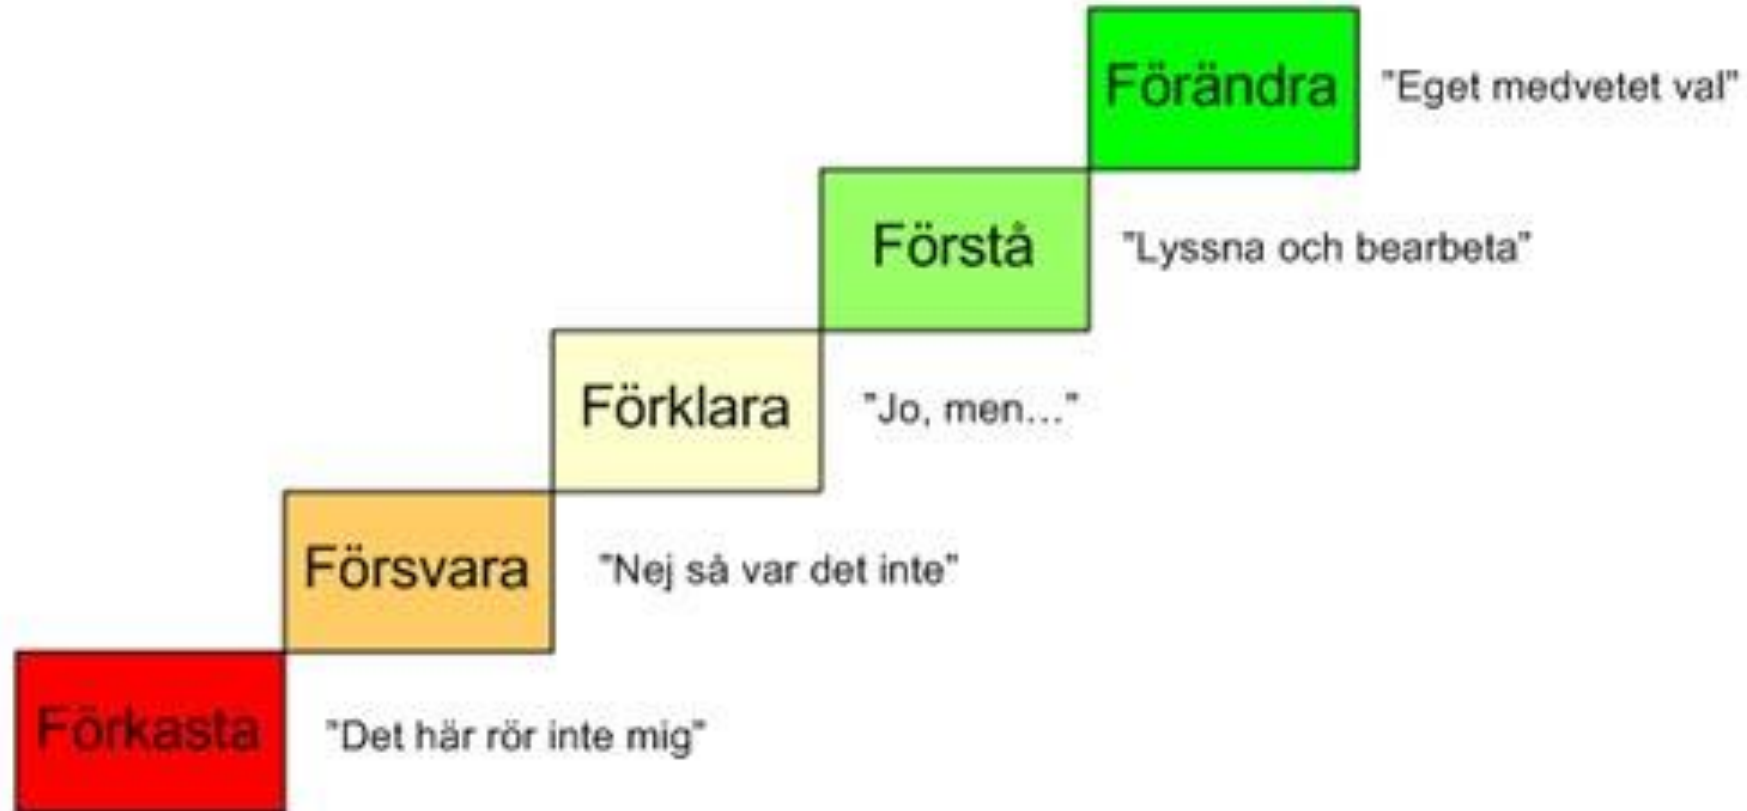 Förändra "Eget medvetet val"
Förstå "Lyssna och bearbeta"
Förklara "Jo, men..."
Försvara "Nej så var det inte"
Förkasta "Det här rör inte mig"